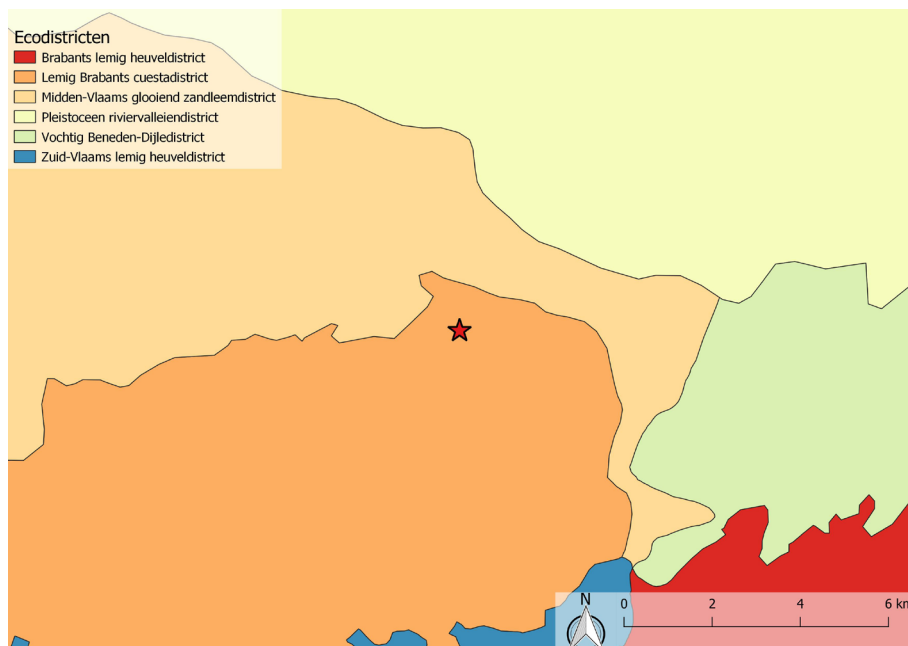 Ecodistricten
Brabants lemig heuveldistrict
Lemig Brabants cuestadistrict
Midden-Vlaams glooiend zandleemdistrict
Pleistoceen riviervalleiendistrict
Vochtig Beneden-Dijledistrict
Zuid-Vlaams lemig heuveldistrict
N
0 2 4 6 km